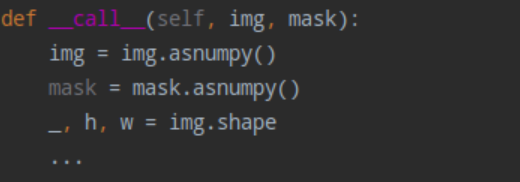 def __call__(self, img, mask):
    img = img.asnumpy()
    mask = mask.asnumpy()
    _, h, w = img.shape
    ...